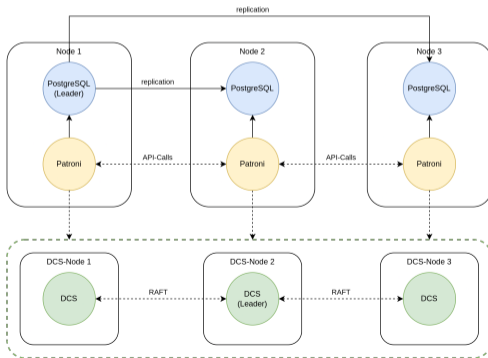 replication
Node 1
Node 2
Node 3
PostgreSQL
(Leader)
replication
PostgreSQL
PostgreSQL
Patroni
API-Calls
Patroni
API-Calls
Patroni
DCS-Node 1
DCS-Node 2
DCS-Node 3
DCS
RAFT
DCS
(Leader)
RAFT
DCS